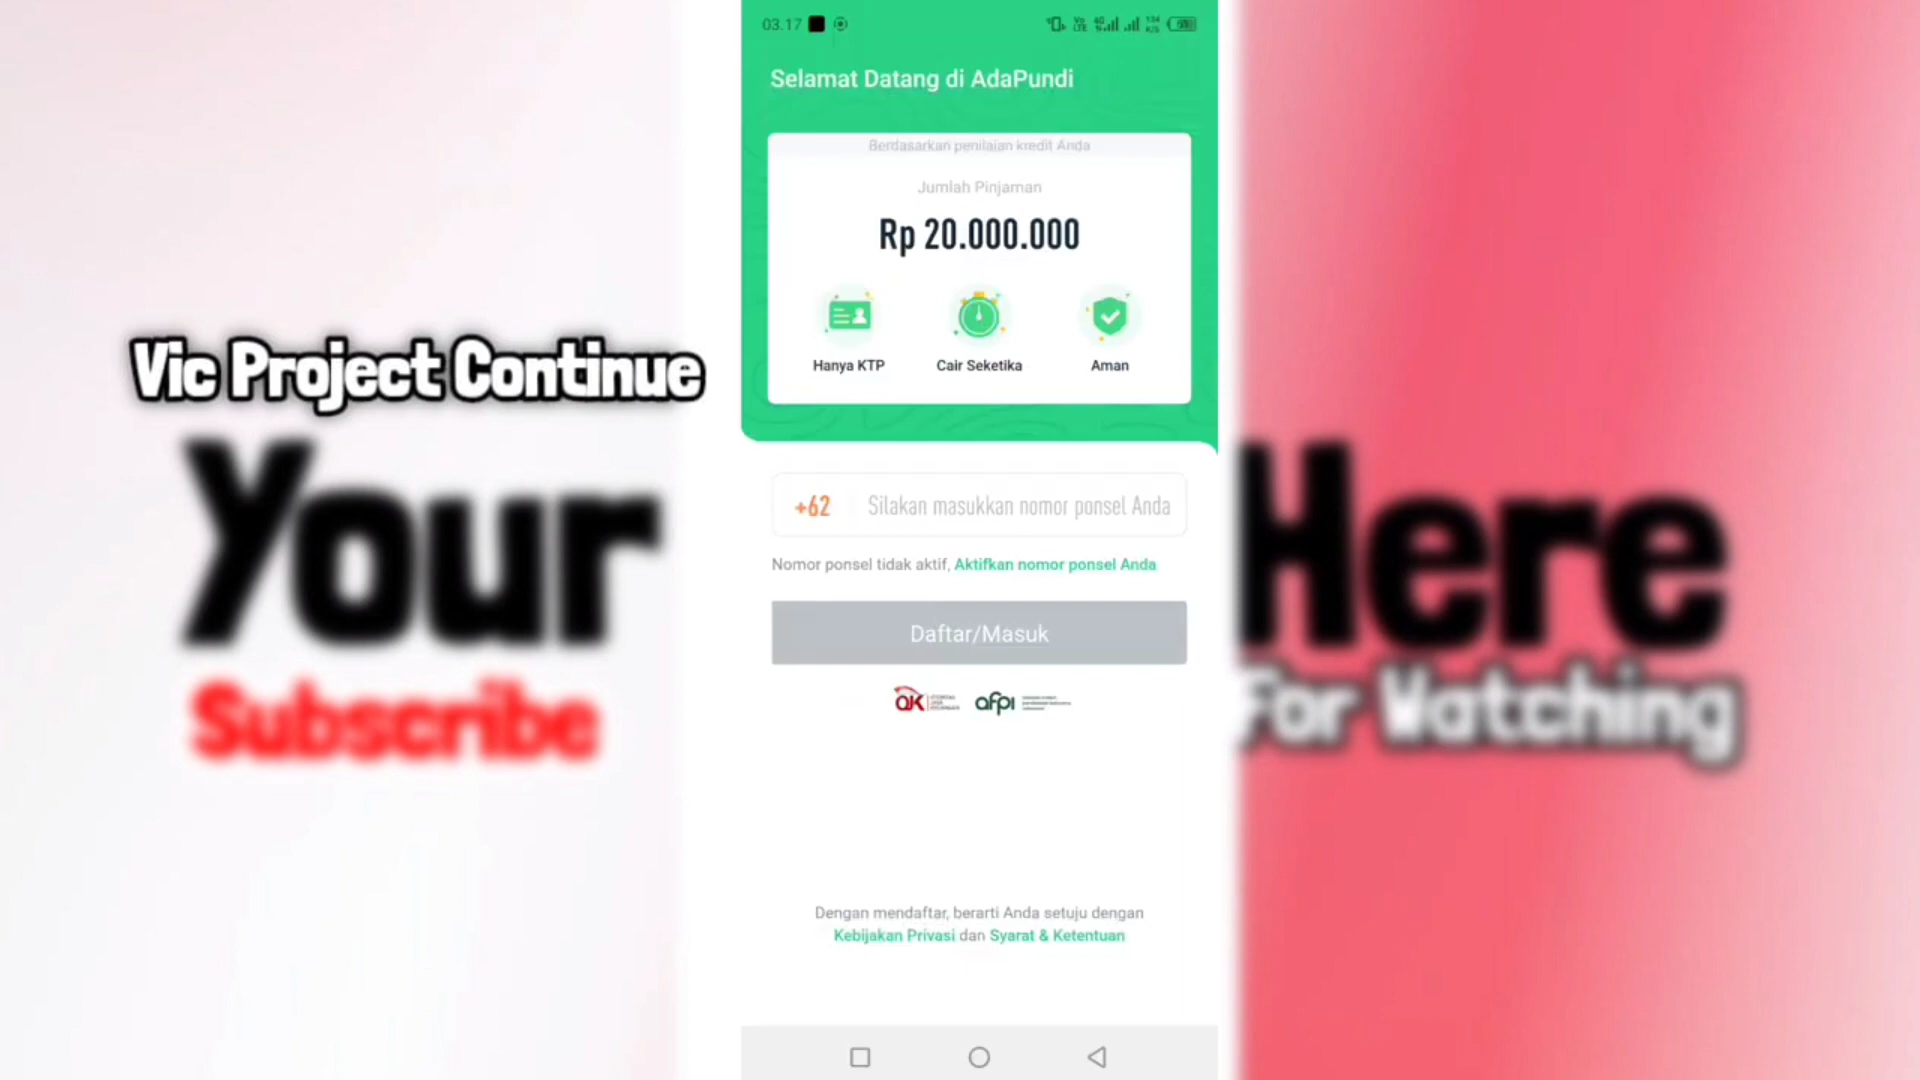 03.17
Selamat Datang di AdaPundi
Berdasarkan penilaian kredit Anda
Jumlah Pinjaman
Rp 20.000.000
Hanya KTP
Cair Seketika
Aman
Vic Project Continue
Your
Here
Subscribe
For Watching
+62
Silakan masukkan nomor ponsel Anda
Nomor ponsel tidak aktif, Aktifkan nomor ponsel Anda
Daftar/Masuk
OJK
afpi
Dengan mendaftar, berarti Anda setuju dengan
Kebijakan Privasi dan Syarat & Ketentuan